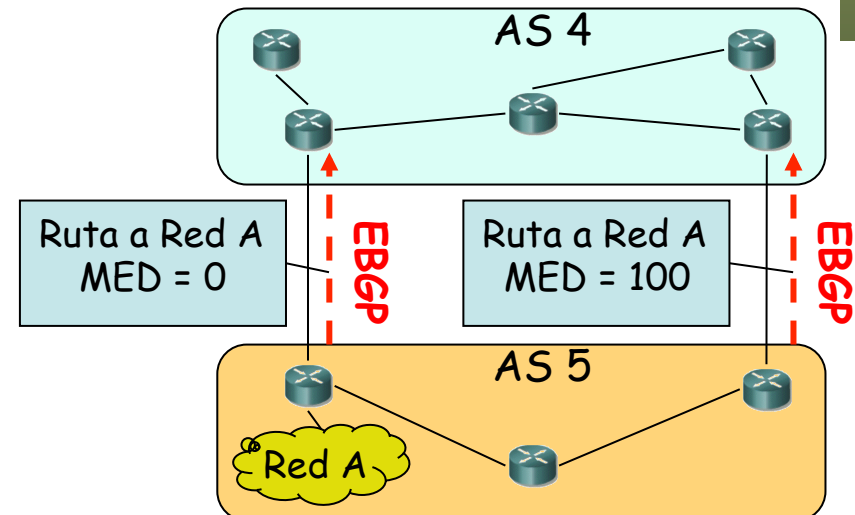 AS 4
Ruta a Red A
MED = 0
EBGP
Ruta a Red A
MED = 100
EBGP
AS 5
Red A